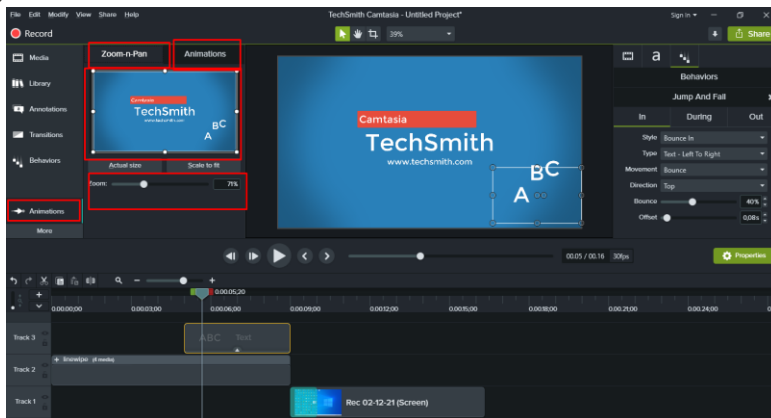 File Edit Modify View Share Help
TechSmith Camtasia - Untitled Project*
Sign In
Record
39%
Share
Media
Library
Annotations
Transitions
Behaviors
Animations
More
Zoom-n-Pan
Animations
Camtasia
TechSmith
www.techsmith.com
A B C
Actual size
Scale to fit
Zoom:
71%
Camtasia
TechSmith
www.techsmith.com
A B C
a
Behaviors
Jump And Fall
In During Out
Style Bounce In
Type Text - Left To Right
Movement Bounce
Direction Top
Bounce 40%
Offset 0,08s
00.05 / 00.16 30fps
Properties
0:00:05;20
0:00:00;00 0:00:03;00 0:00:06;00 0:00:09;00 0:00:12;00 0:00:15;00 0:00:18;00 0:00:21;00 0:00:24;00
Track 3
ABC Text
Track 2
Track 1
Rec 02-12-21 (Screen)